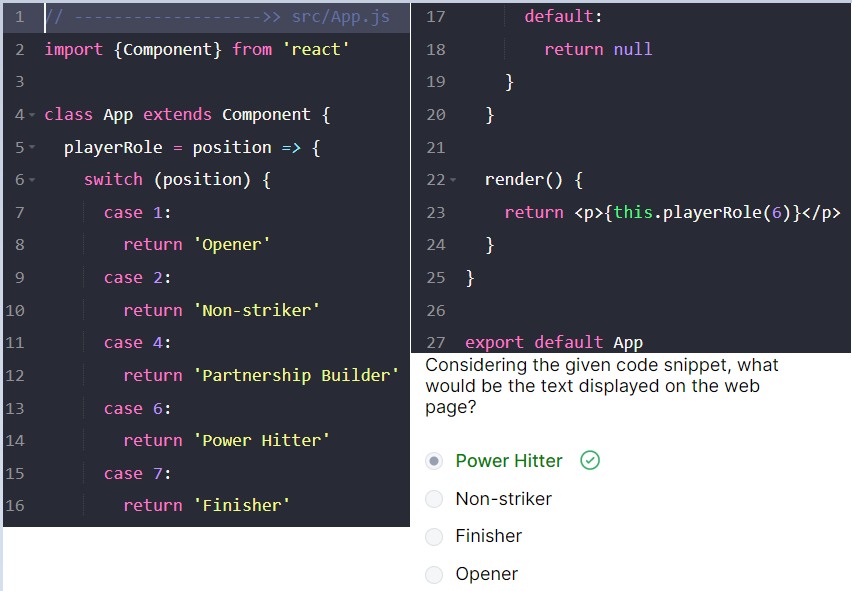 1 // ------------------->> src/App.js
2 import {Component} from 'react'
3
4 class App extends Component {
5   playerRole = position => {
6     switch (position) {
7       case 1:
8         return 'Opener'
9       case 2:
10         return 'Non-striker'
11       case 4:
12         return 'Partnership Builder'
13       case 6:
14         return 'Power Hitter'
15       case 7:
16         return 'Finisher'
17       default:
18         return null
19     }
20   }
21
22   render() {
23     return <p>{this.playerRole(6)}</p>
24   }
25 }
26
27 export default App
Considering the given code snippet, what
would be the text displayed on the web
page?
Power Hitter
Non-striker
Finisher
Opener